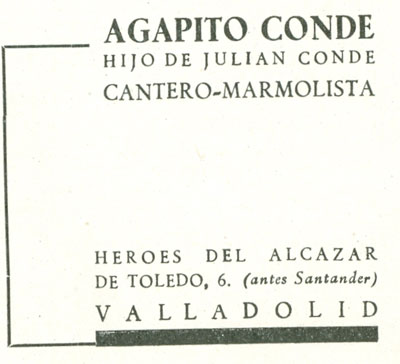 AGAPITO CONDE
HIJO DE JULIAN CONDE
CANTERO-MARMOLISTA
HEROES DEL ALCAZAR
DE TOLEDO, 6. (antes Santander)
VALLADOLID